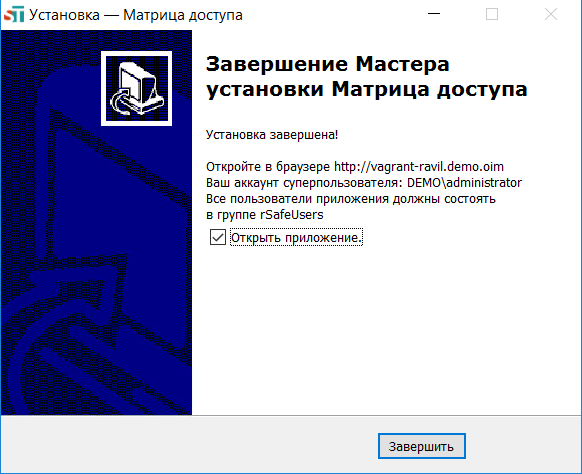 ST Установка — Матрица доступа
Завершение Мастера
установки Матрица доступа
Установка завершена!
Откройте в браузере http://vagrant-ravil.demo.oim
Ваш аккаунт суперпользователя: DEMO\administrator
Все пользователи приложения должны состоять
в группе rSafeUsers
Открыть приложение.
Завершить